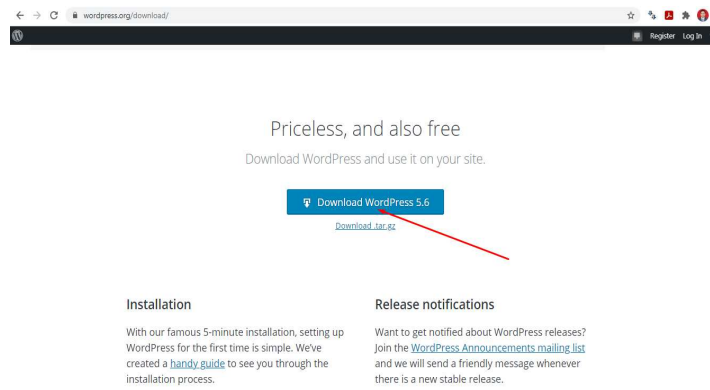 wordpress.org/download/
Register Log In
Priceless, and also free
Download WordPress and use it on your site.
Download WordPress 5.6
Download .tar.gz
Installation
With our famous 5-minute installation, setting up
WordPress for the first time is simple. We've
created a handy guide to see you through the
installation process.
Release notifications
Want to get notified about WordPress releases?
Join the WordPress Announcements mailing list
and we will send a friendly message whenever
there is a new stable release.